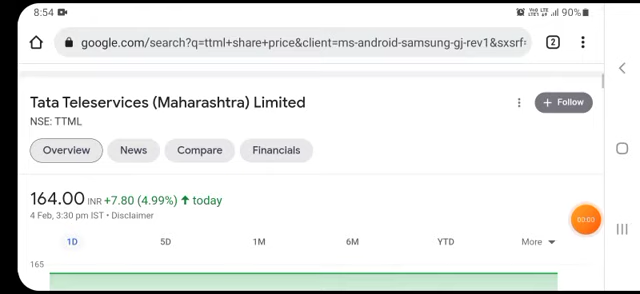 8:54 90%
google.com/search?q=ttml+share+price&client=ms-android-samsung-gj-rev1&sxsrf= 2
Tata Teleservices (Maharashtra) Limited + Follow
NSE: TTML
Overview News Compare Financials
164.00 INR +7.80 (4.99%) ↑ today
4 Feb, 3:30 pm IST • Disclaimer
00:03
1D 5D 1M 6M YTD More
165